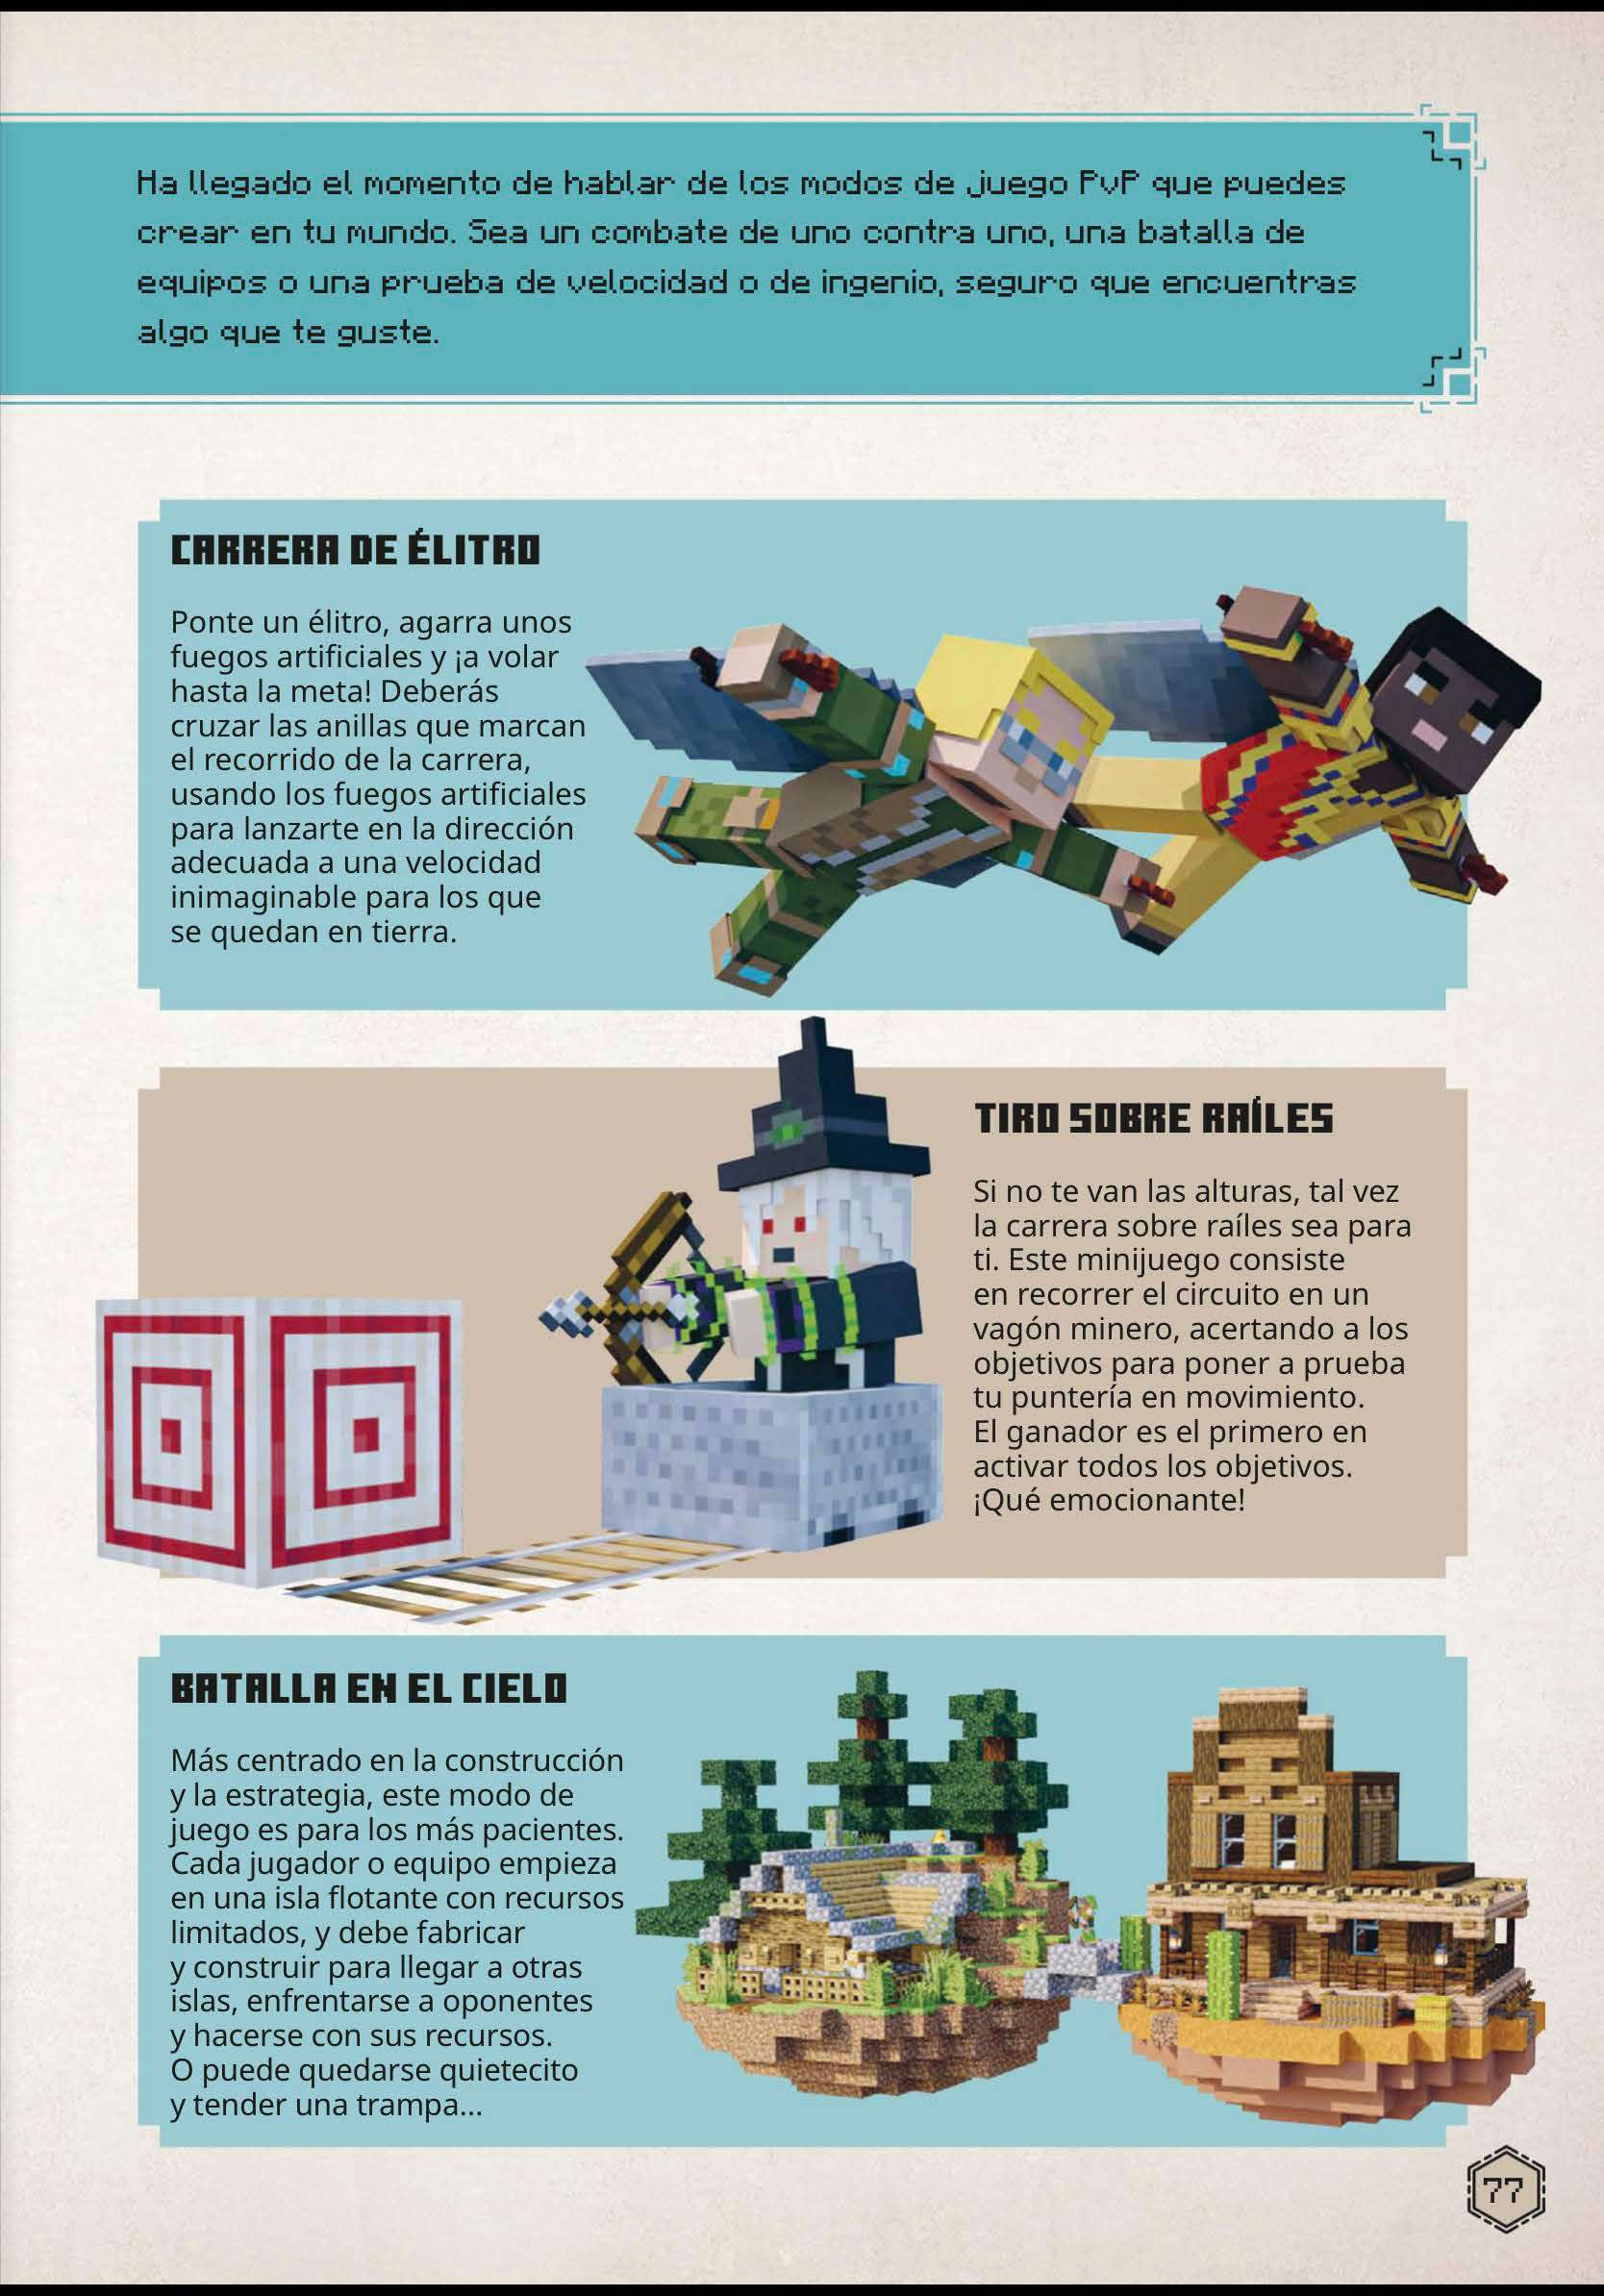 Ha llegado el momento de hablar de los modos de juego PvP que puedes
crear en tu mundo. Sea un combate de uno contra uno, una batalla de
equipos o una prueba de velocidad o de ingenio, seguro que encuentras
algo que te guste.
CARRERA DE ÉLITRO
Ponte un élitro, agarra unos
fuegos artificiales y ¡a volar
hasta la meta! Deberás
cruzar las anillas que marcan
el recorrido de la carrera,
usando los fuegos artificiales
para lanzarte en la dirección
adecuada a una velocidad
inimaginable para los que
se quedan en tierra.
TIRO SOBRE RAÍLES
Si no te van las alturas, tal vez
la carrera sobre raíles sea para
ti. Este minijuego consiste
en recorrer el circuito en un
vagón minero, acertando a los
objetivos para poner a prueba
tu puntería en movimiento.
El ganador es el primero en
activar todos los objetivos.
¡Qué emocionante!
BATALLA EN EL CIELO
Más centrado en la construcción
y la estrategia, este modo de
juego es para los más pacientes.
Cada jugador o equipo empieza
en una isla flotante con recursos
limitados, y debe fabricar
y construir para llegar a otras
islas, enfrentarse a oponentes
y hacerse con sus recursos.
O puede quedarse quietecito
y tender una trampa...
77